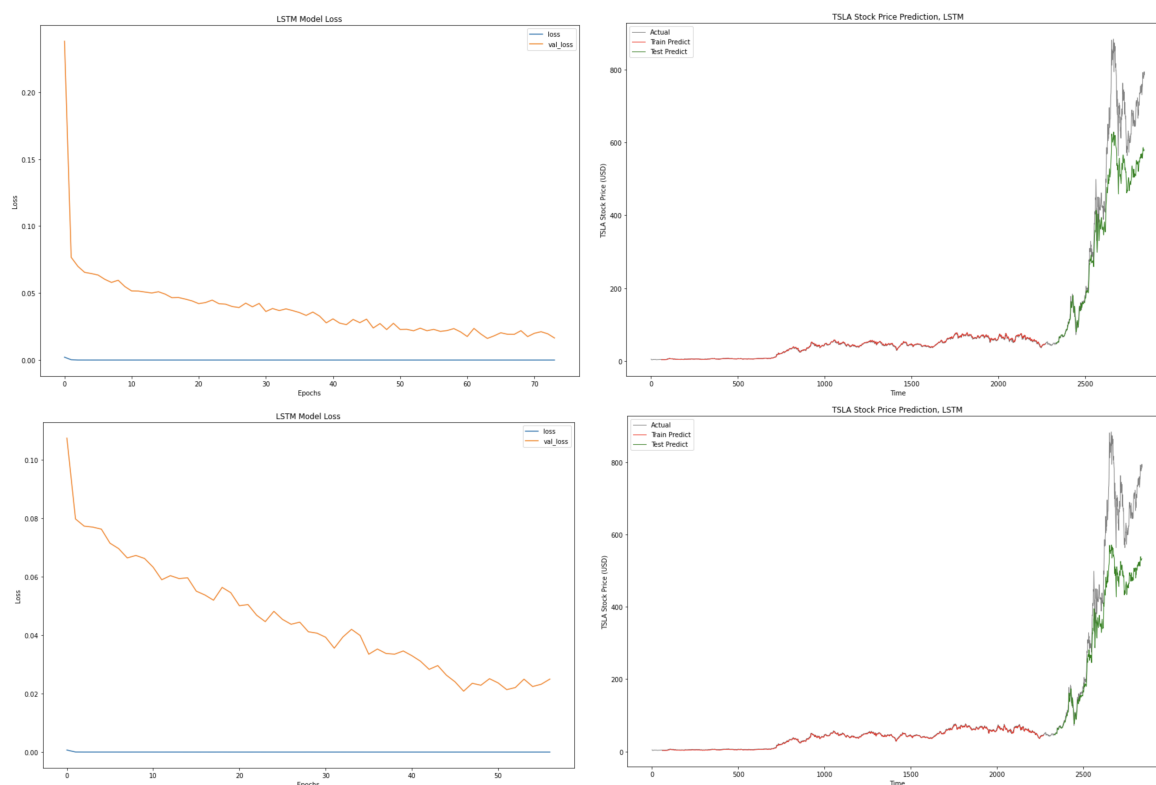 LSTM Model Loss
loss
val_loss
0.20
0.15
0.10
0.05
0.00
Loss
0 10 20 30 40 50 60 70
Epochs
TSLA Stock Price Prediction, LSTM
Actual
Train Predict
Test Predict
800
600
400
200
0
TSLA Stock Price (USD)
0 500 1000 1500 2000 2500
Time
LSTM Model Loss
loss
val_loss
0.10
0.08
0.06
0.04
0.02
0.00
Loss
0 10 20 30 40 50
Epochs
TSLA Stock Price Prediction, LSTM
Actual
Train Predict
Test Predict
800
600
400
200
0
TSLA Stock Price (USD)
0 500 1000 1500 2000 2500
Time